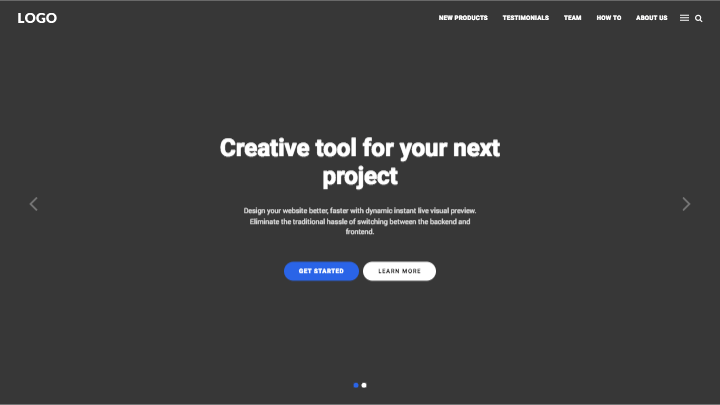 LOGO
NEW PRODUCTS TESTIMONIALS TEAM HOW TO ABOUT US
Creative tool for your next
project
Design your website better, faster with dynamic instant live visual preview.
Eliminate the traditional hassle of switching between the backend and
frontend.
GET STARTED LEARN MORE